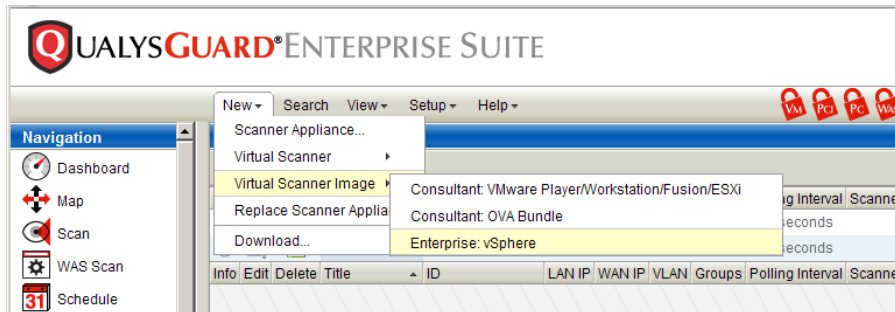 QUALYSGUARD® ENTERPRISE SUITE
New Search View Setup Help
VM PCI PC WAS
Navigation
Scanner Appliance...
Dashboard
Virtual Scanner
Virtual Scanner Image
Consultant: VMware Player/Workstation/Fusion/ESXi
Map
ng Interval Scanne
Replace Scanner Applia
Consultant: OVA Bundle
seconds
Scan
Download...
Enterprise: vSphere
seconds
WAS Scan
Info Edit Delete Title ID LAN IP WAN IP VLAN Groups Polling Interval Scanne
31 Schedule